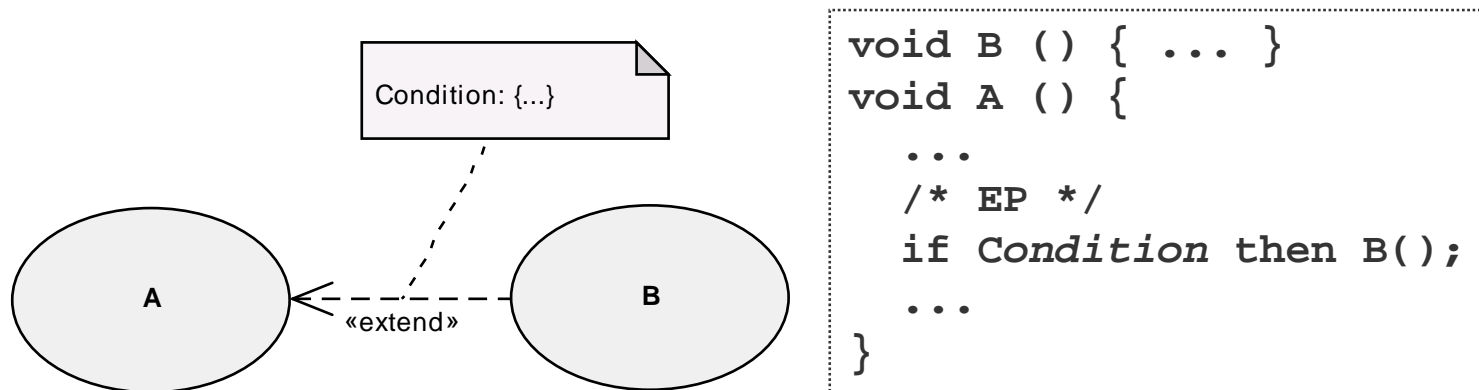 Condition: {...}
A
B
«extend»
void B () { ... }
void A () {
  ...
  /* EP */
  if Condition then B();
  ...
}